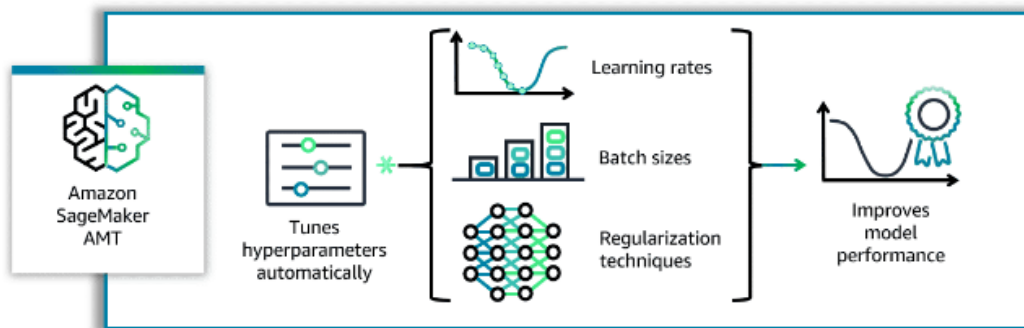 Amazon
SageMaker
AMT
Tunes
hyperparameters
automatically
Learning rates
Batch sizes
Regularization
techniques
Improves
model
performance